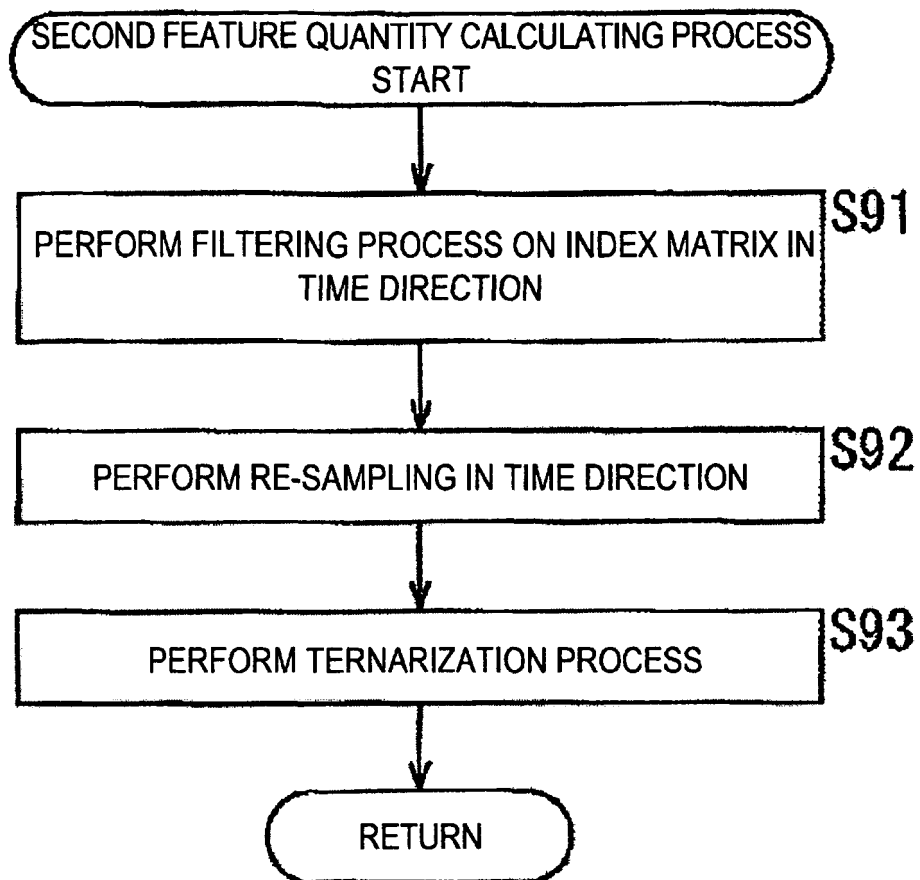 SECOND FEATURE QUANTITY CALCULATING PROCESS
START
S91
PERFORM FILTERING PROCESS ON INDEX MATRIX IN
TIME DIRECTION
S92
PERFORM RE-SAMPLING IN TIME DIRECTION
S93
PERFORM TERNARIZATION PROCESS
RETURN